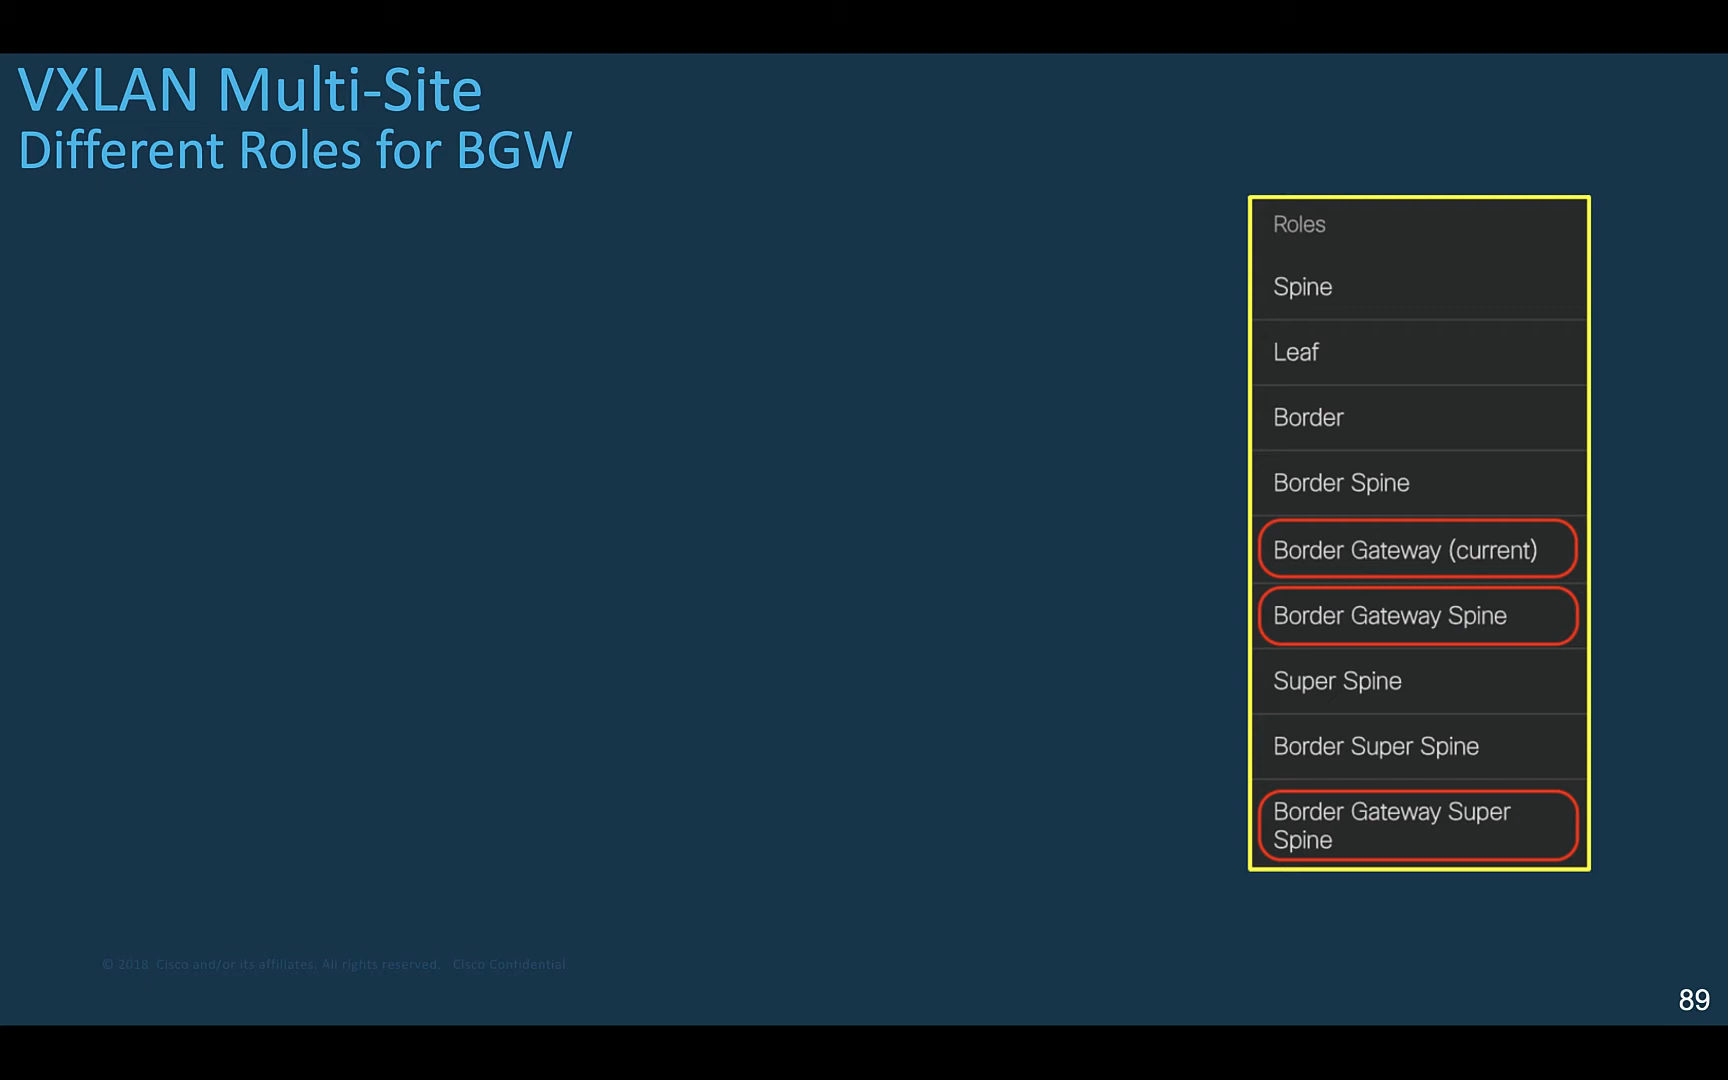 VXLAN Multi-Site
Different Roles for BGW
Roles
Spine
Leaf
Border
Border Spine
Border Gateway (current)
Border Gateway Spine
Super Spine
Border Super Spine
Border Gateway Super
Spine
© 2018 Cisco and/or its affiliates. All rights reserved. Cisco Confidential
89